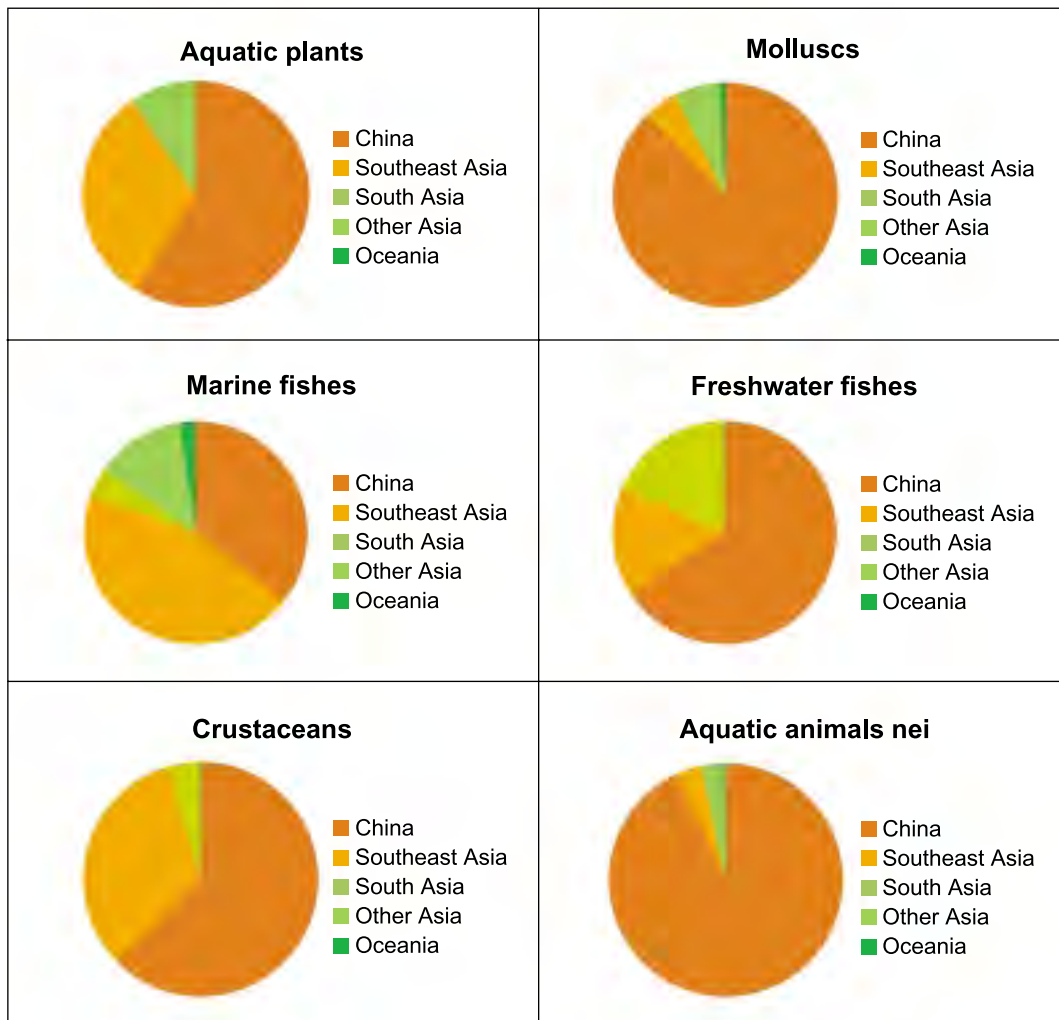 Aquatic plants
China
Southeast Asia
South Asia
Other Asia
Oceania
Molluscs
China
Southeast Asia
South Asia
Other Asia
Oceania
Marine fishes
China
Southeast Asia
South Asia
Other Asia
Oceania
Freshwater fishes
China
Southeast Asia
South Asia
Other Asia
Oceania
Crustaceans
China
Southeast Asia
South Asia
Other Asia
Oceania
Aquatic animals nei
China
Southeast Asia
South Asia
Other Asia
Oceania